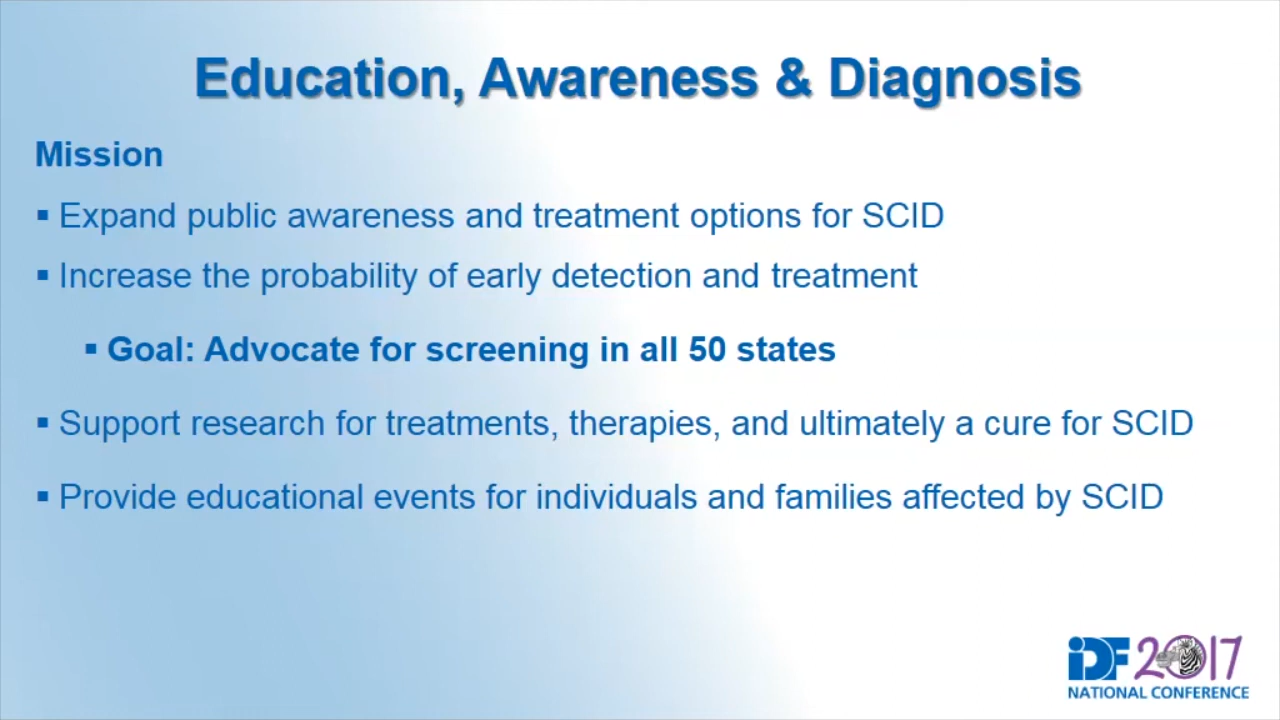 Education, Awareness & Diagnosis
Mission
▪ Expand public awareness and treatment options for SCID
▪ Increase the probability of early detection and treatment
▪ Goal: Advocate for screening in all 50 states
▪ Support research for treatments, therapies, and ultimately a cure for SCID
▪ Provide educational events for individuals and families affected by SCID
iDF 2017
NATIONAL CONFERENCE